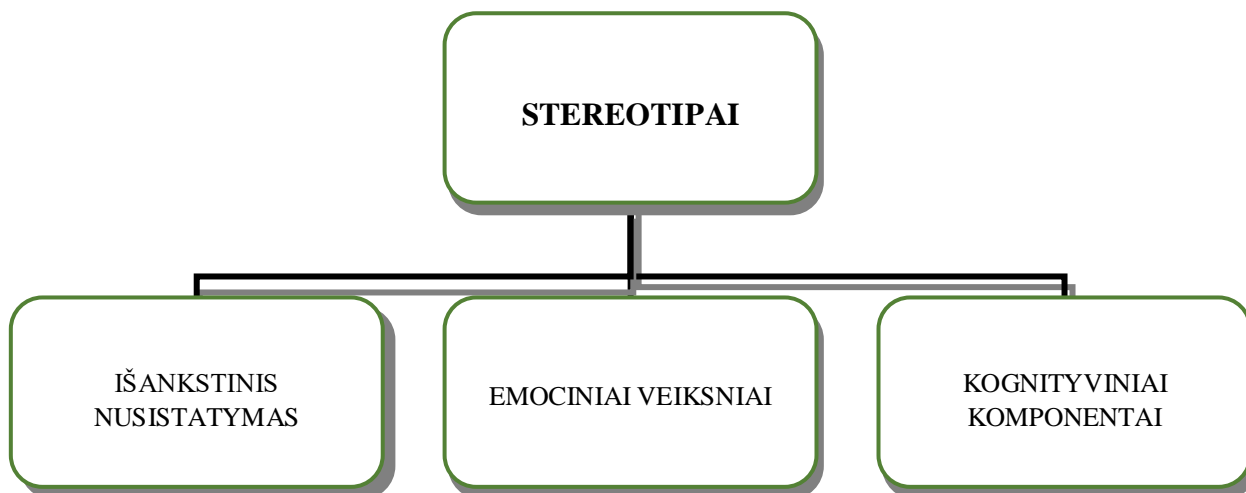 STEREOTIPAI
IŠANKSTINIS
NUSISTATYMAS
EMOCINIAI VEIKSNIAI
KOGNITYVINIAI
KOMPONENTAI